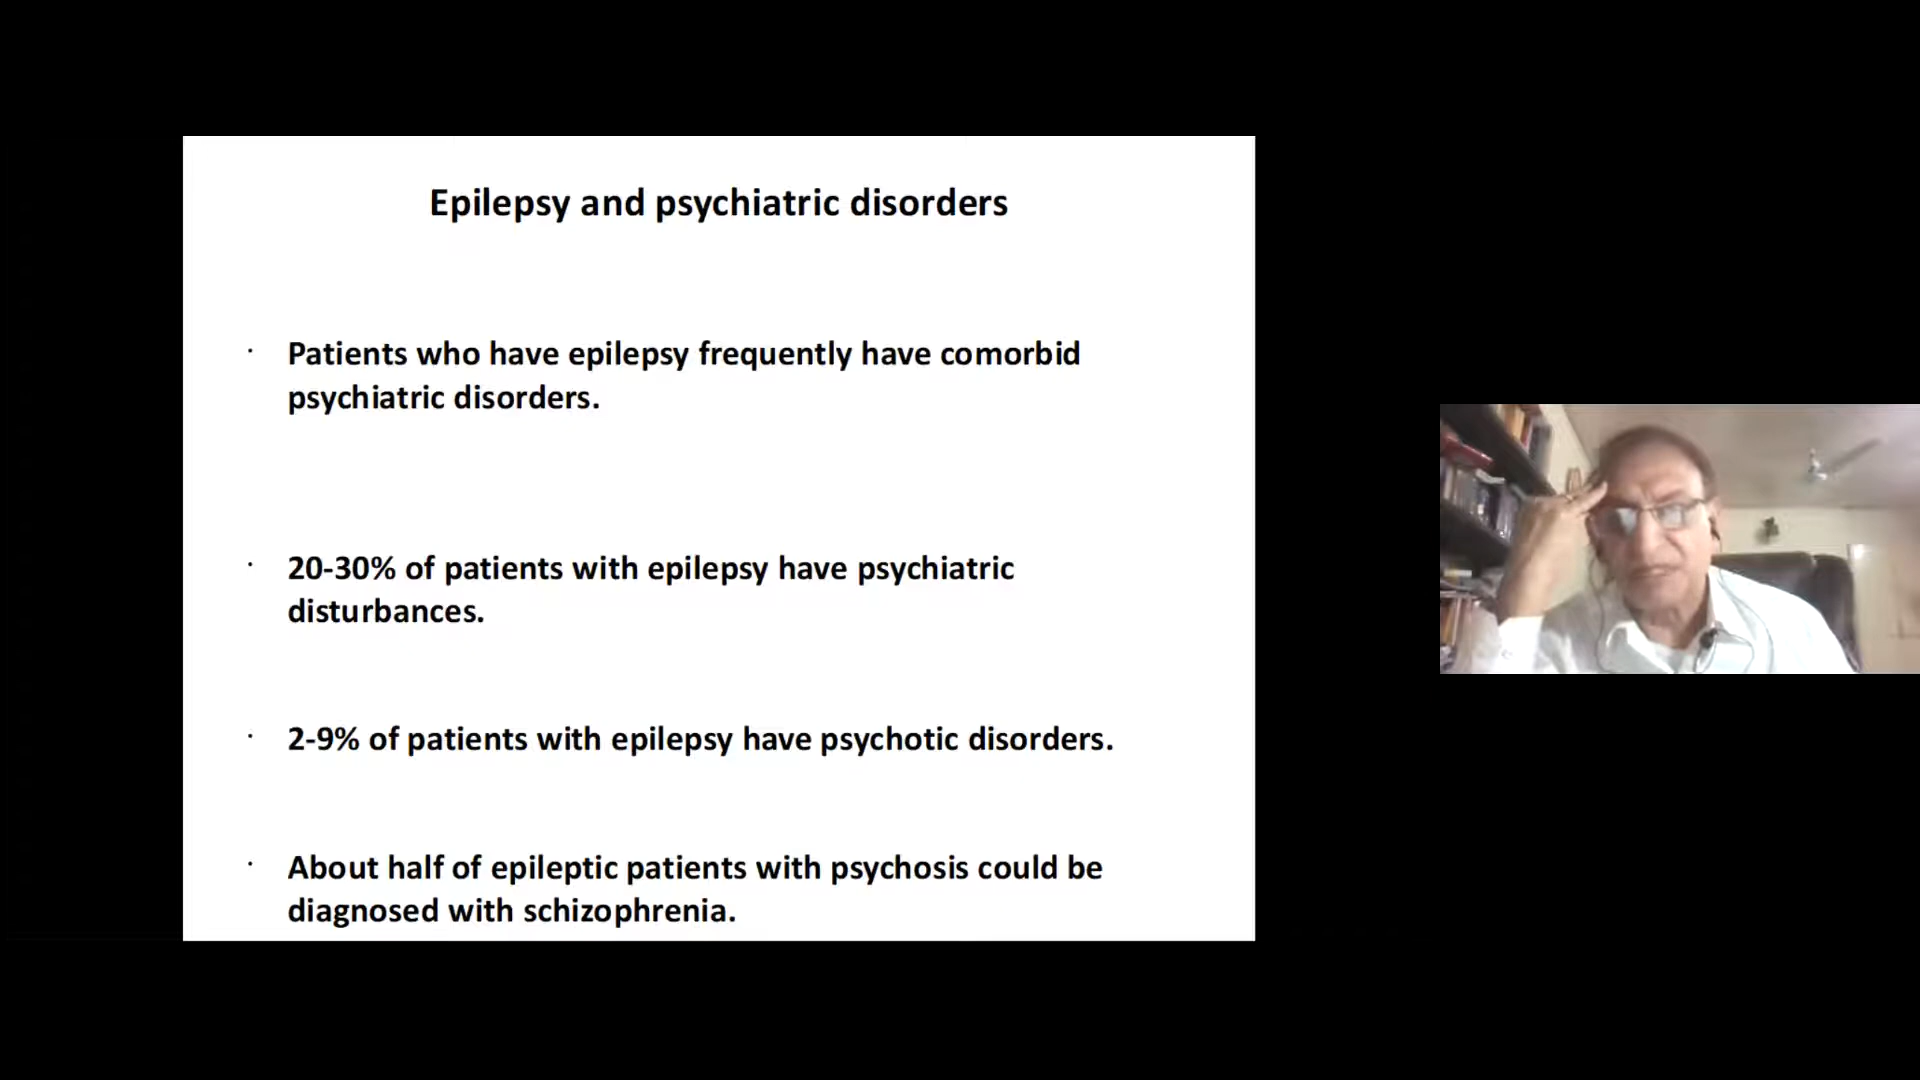 Epilepsy and psychiatric disorders
· Patients who have epilepsy frequently have comorbid
psychiatric disorders.
· 20-30% of patients with epilepsy have psychiatric
disturbances.
· 2-9% of patients with epilepsy have psychotic disorders.
· About half of epileptic patients with psychosis could be
diagnosed with schizophrenia.